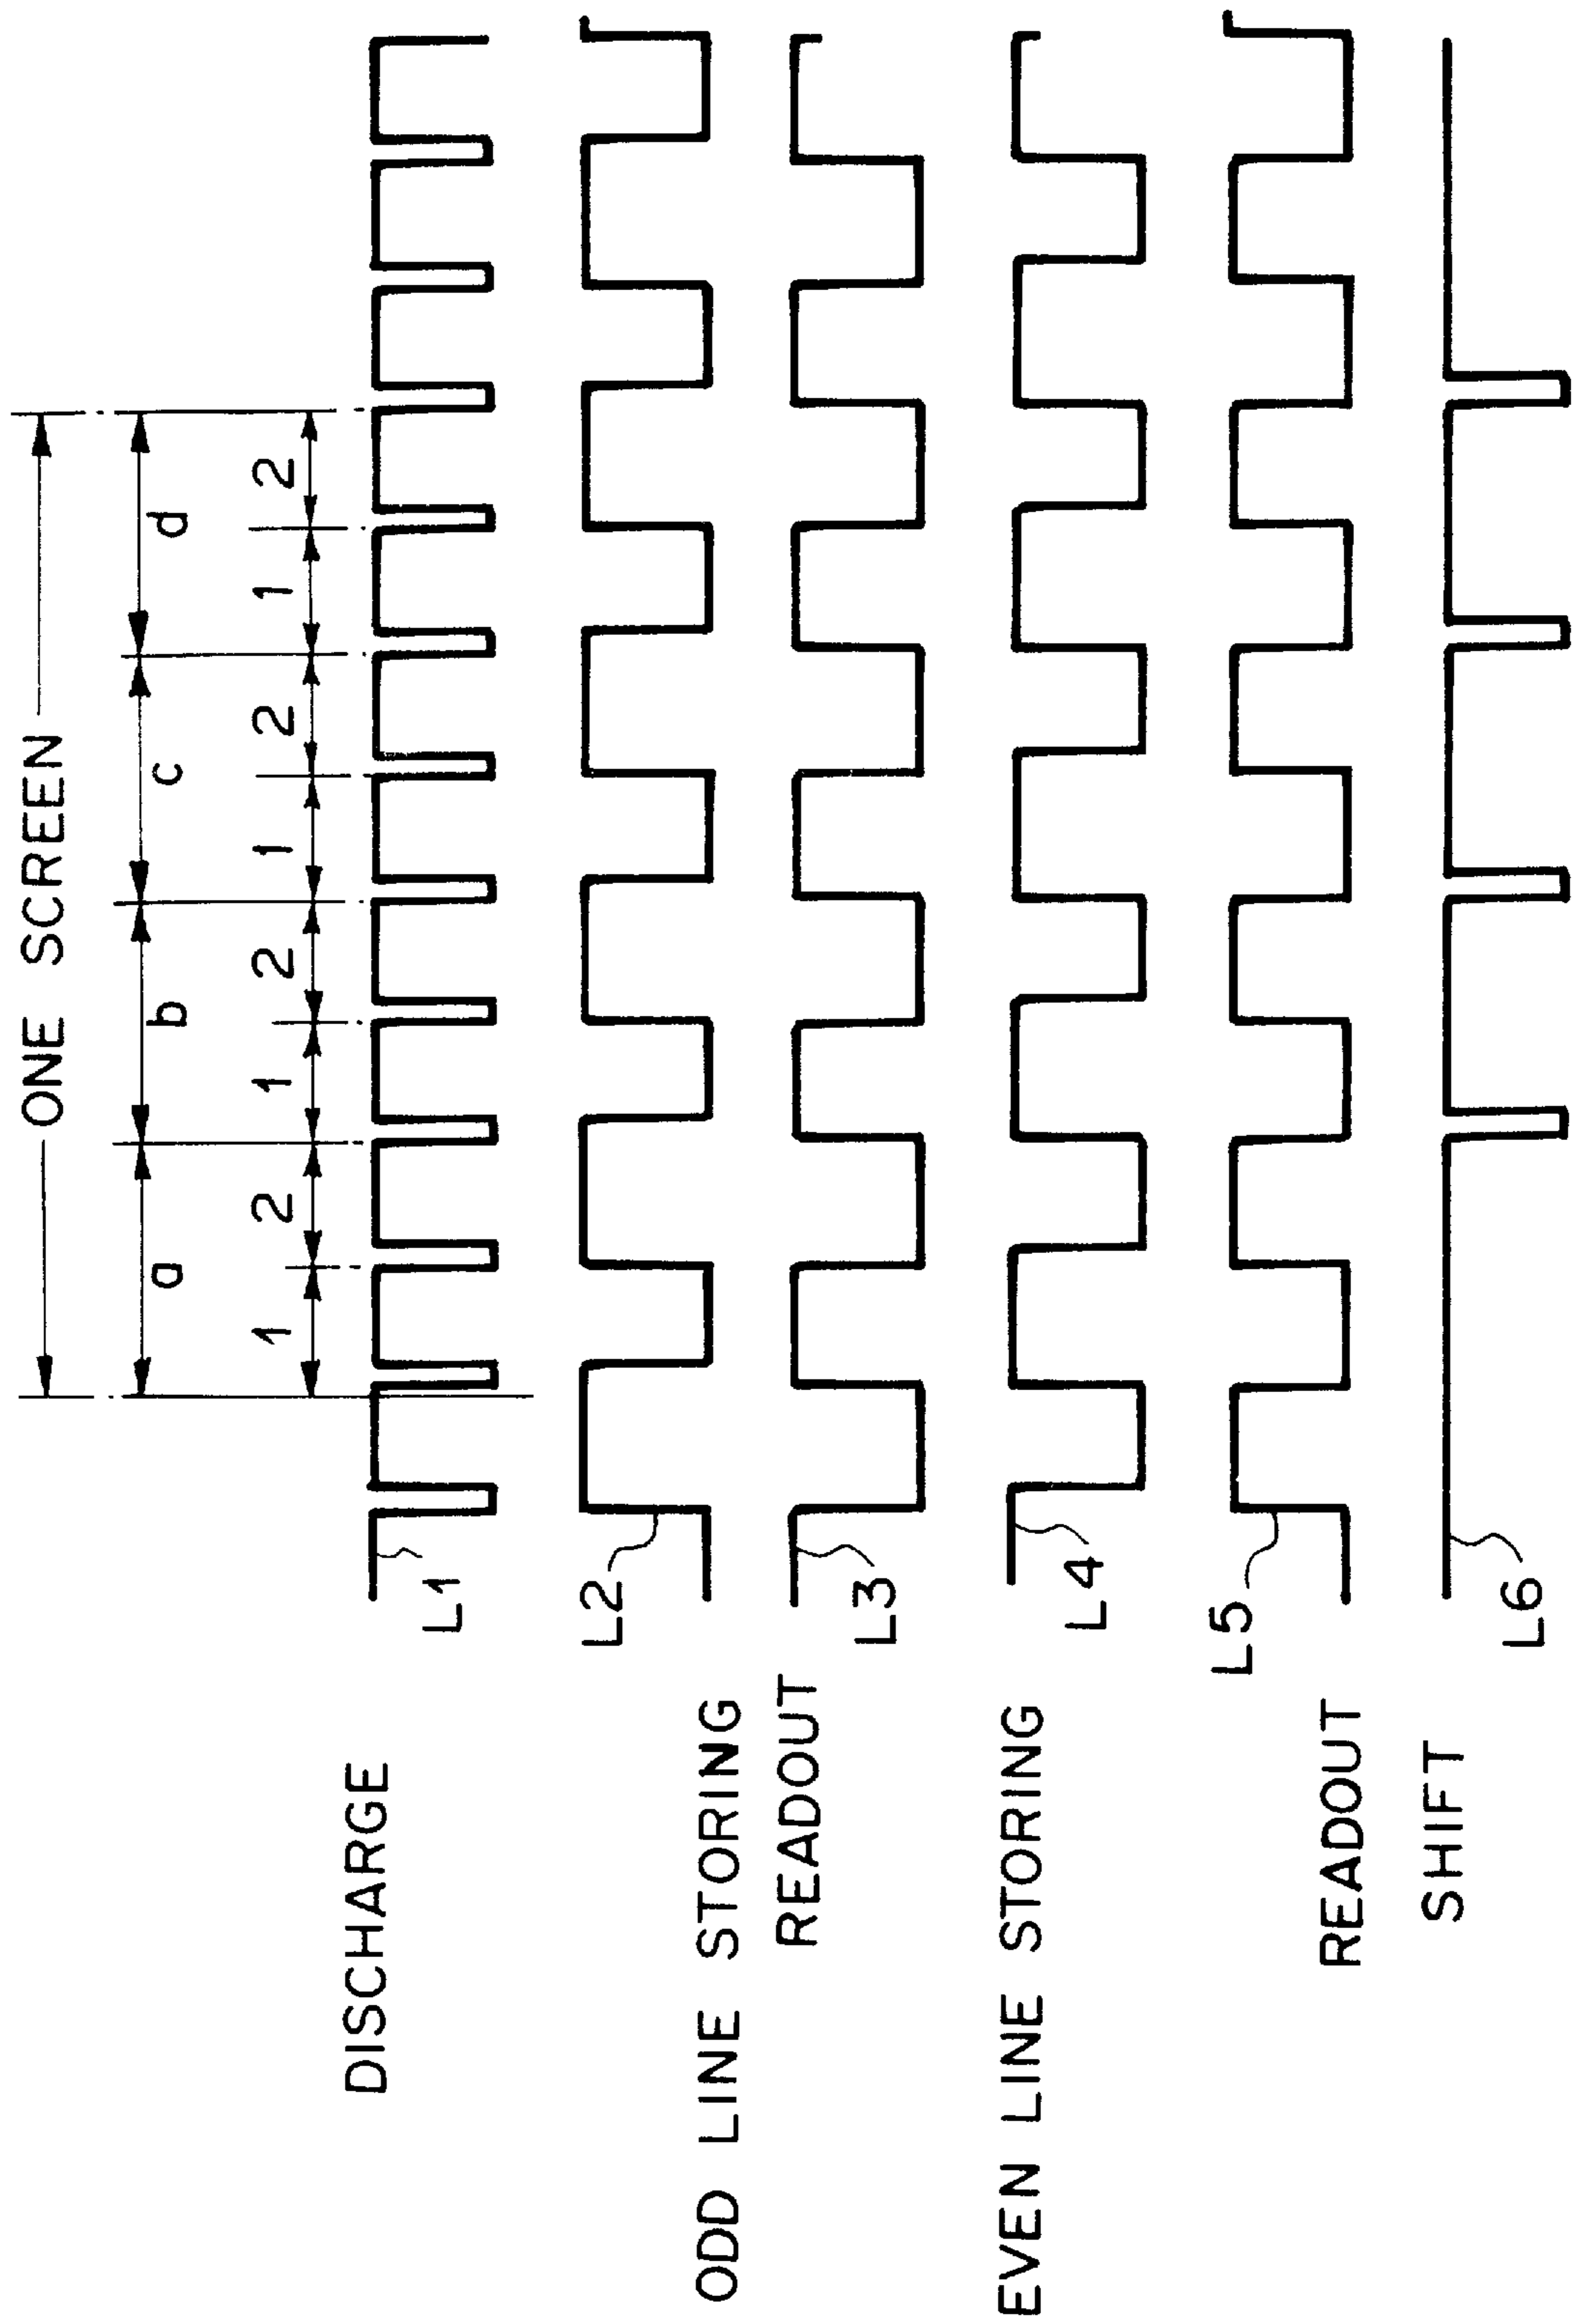 ONE SCREEN
a b c d
1 2 1 2 1 2 1 2
DISCHARGE L1
L2
ODD LINE STORING
READOUT L3
EVEN LINE STORING L4
L5
READOUT
SHIFT L6